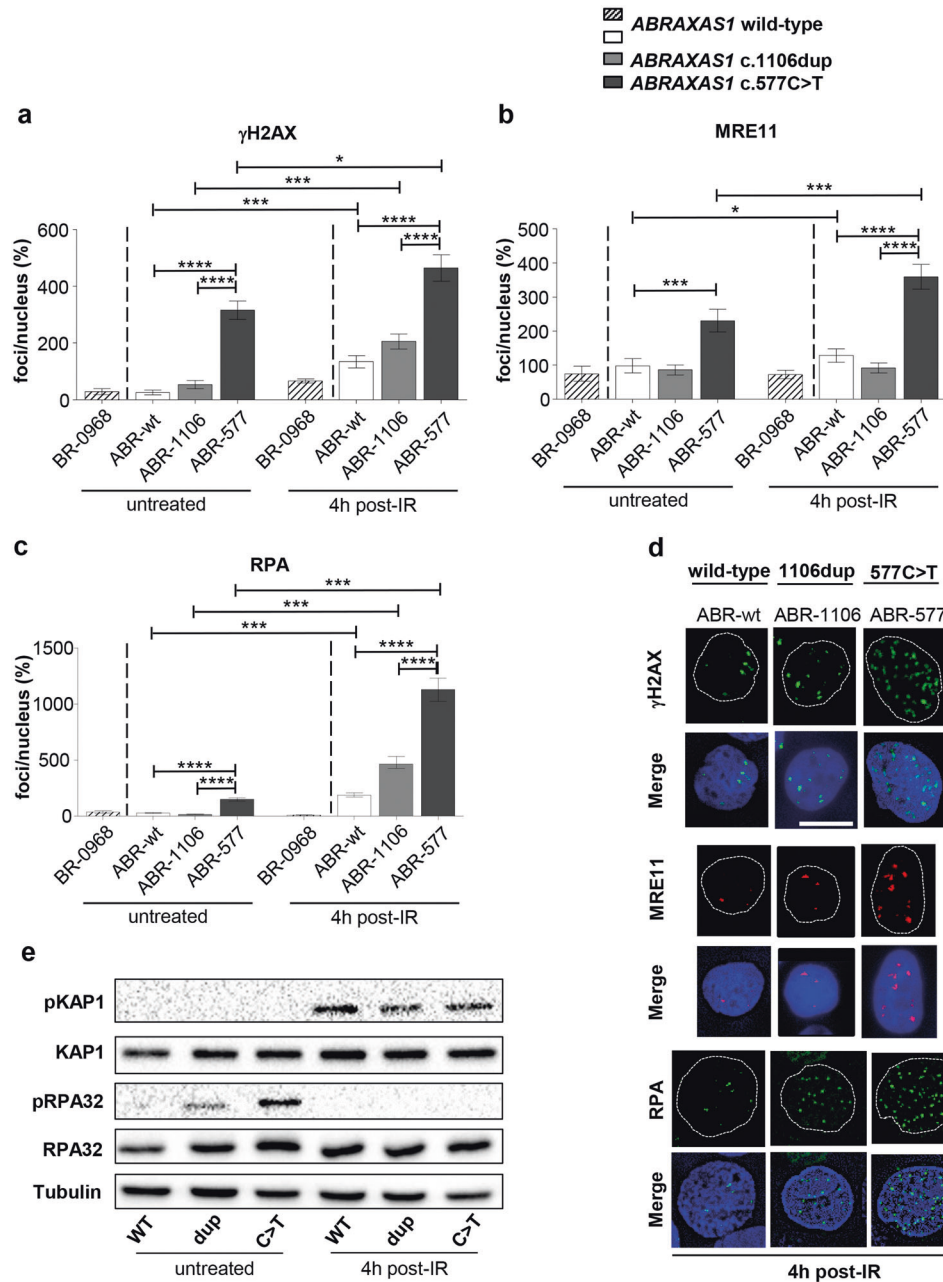 ABRAXAS1 wild-type
ABRAXAS1 c.1106dup
ABRAXAS1 c.577C>T
a
γH2AX
*
***
***
****
****
****
****
foci/nucleus (%)
600
400
200
0
BR-0968
ABR-wt
ABR-1106
ABR-577
BR-0968
ABR-wt
ABR-1106
ABR-577
untreated
4h post-IR
b
MRE11
***
*
****
****
***
foci/nucleus (%)
500
400
300
200
100
0
BR-0968
ABR-wt
ABR-1106
ABR-577
BR-0968
ABR-wt
ABR-1106
ABR-577
untreated
4h post-IR
c
RPA
***
***
***
****
****
****
****
foci/nucleus (%)
1500
1000
500
0
BR-0968
ABR-wt
ABR-1106
ABR-577
BR-0968
ABR-wt
ABR-1106
ABR-577
untreated
4h post-IR
d
wild-type 1106dup 577C>T
ABR-wt ABR-1106 ABR-577
γH2AX
Merge
MRE11
Merge
RPA
Merge
4h post-IR
e
pKAP1
KAP1
pRPA32
RPA32
Tubulin
WT dup C>T WT dup C>T
untreated 4h post-IR